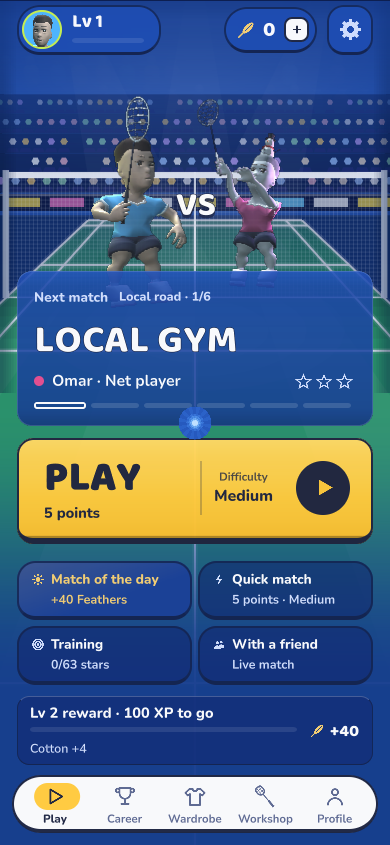 Lv 1
0 +
VS
Next match Local road · 1/6
LOCAL GYM
Omar · Net player
PLAY
5 points
Difficulty
Medium
Match of the day
+40 Feathers
Quick match
5 points · Medium
Training
0/63 stars
With a friend
Live match
Lv 2 reward · 100 XP to go
+40
Cotton +4
Play Career Wardrobe Workshop Profile